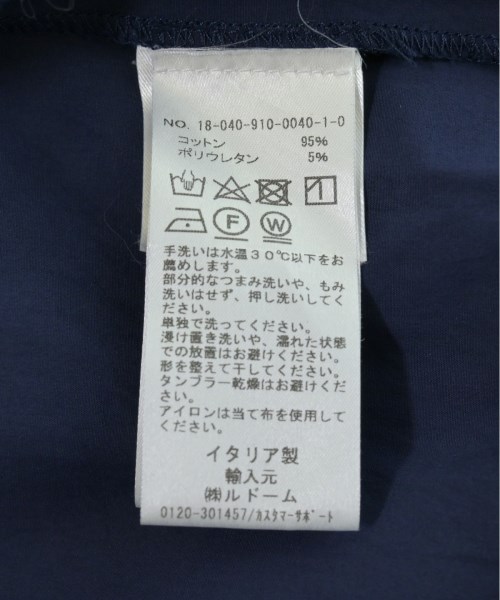 NO. 18-040-910-0040-1-0
コットン 95%
ポリウレタン 5%
F W
手洗いは水温30℃以下をお
薦めします。
部分的なつまみ洗いや、もみ
洗いはせず、押し洗いしてく
ださい。
単独で洗ってください。
浸け置き洗いや、濡れた状態
での放置はお避けください。
形を整えて干してください。
タンブラー乾燥はお避けくだ
さい。
アイロンは当て布を使用して
ください。
イタリア製
輸入元
㈱ルドーム
0120-301457/ｶｽﾀﾏｰｻﾎﾟｰﾄ